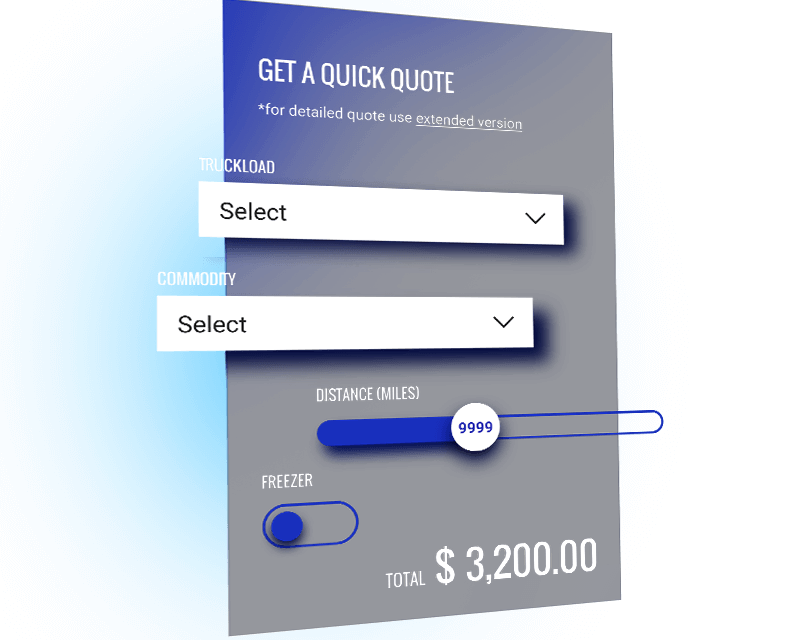 GET A QUICK QUOTE
*for detailed quote use extended version
TRUCKLOAD
Select
COMMODITY
Select
DISTANCE (MILES)
9999
FREEZER
TOTAL $ 3,200.00